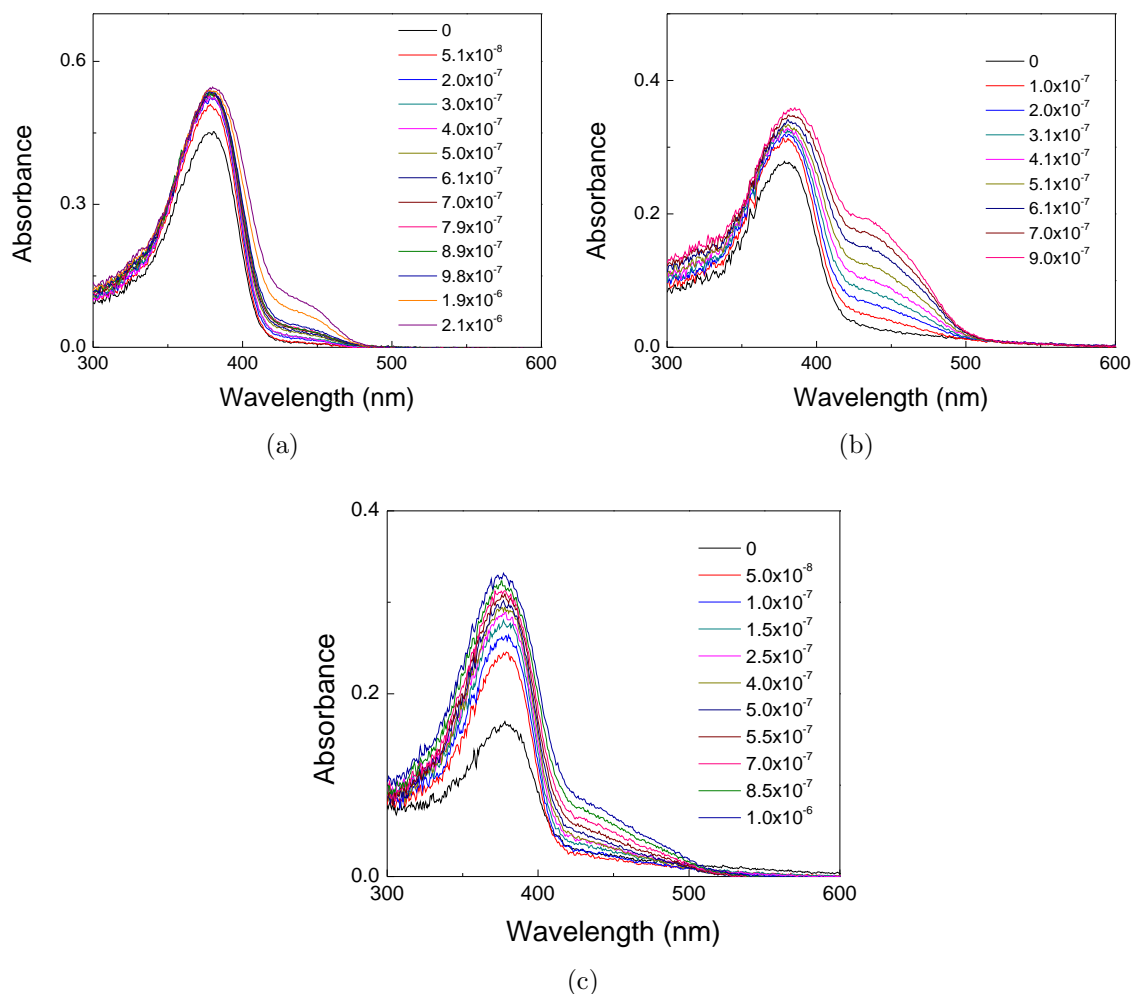 0.6
0.3
0.0
Absorbance
300 400 500 600
Wavelength (nm)
0
5.1x10⁻⁸
2.0x10⁻⁷
3.0x10⁻⁷
4.0x10⁻⁷
5.0x10⁻⁷
6.1x10⁻⁷
7.0x10⁻⁷
7.9x10⁻⁷
8.9x10⁻⁷
9.8x10⁻⁷
1.9x10⁻⁶
2.1x10⁻⁶
(a)
0.4
0.2
0.0
Absorbance
300 400 500 600
Wavelength (nm)
0
1.0x10⁻⁷
2.0x10⁻⁷
3.1x10⁻⁷
4.1x10⁻⁷
5.1x10⁻⁷
6.1x10⁻⁷
7.0x10⁻⁷
9.0x10⁻⁷
(b)
0.4
0.2
0.0
Absorbance
300 400 500 600
Wavelength (nm)
0
5.0x10⁻⁸
1.0x10⁻⁷
1.5x10⁻⁷
2.5x10⁻⁷
4.0x10⁻⁷
5.0x10⁻⁷
5.5x10⁻⁷
7.0x10⁻⁷
8.5x10⁻⁷
1.0x10⁻⁶
(c)